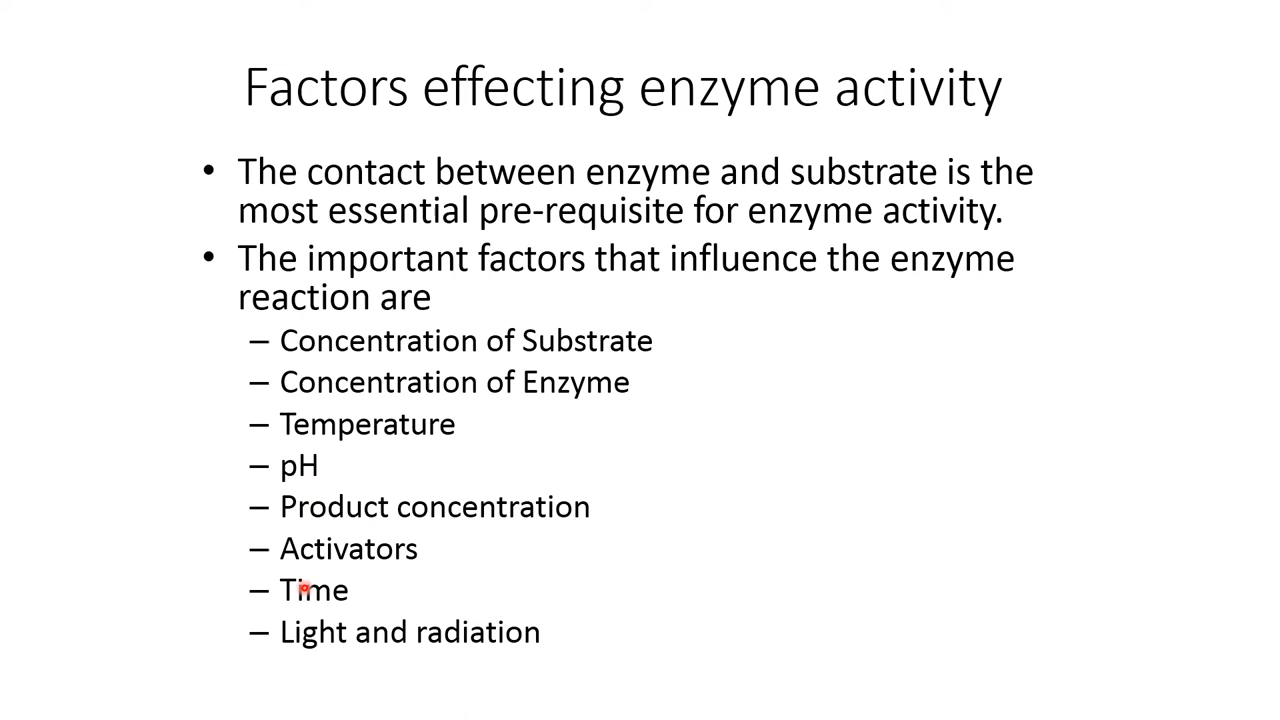 Factors effecting enzyme activity
• The contact between enzyme and substrate is the
most essential pre-requisite for enzyme activity.
• The important factors that influence the enzyme
reaction are
– Concentration of Substrate
– Concentration of Enzyme
– Temperature
– pH
– Product concentration
– Activators
– Time
– Light and radiation